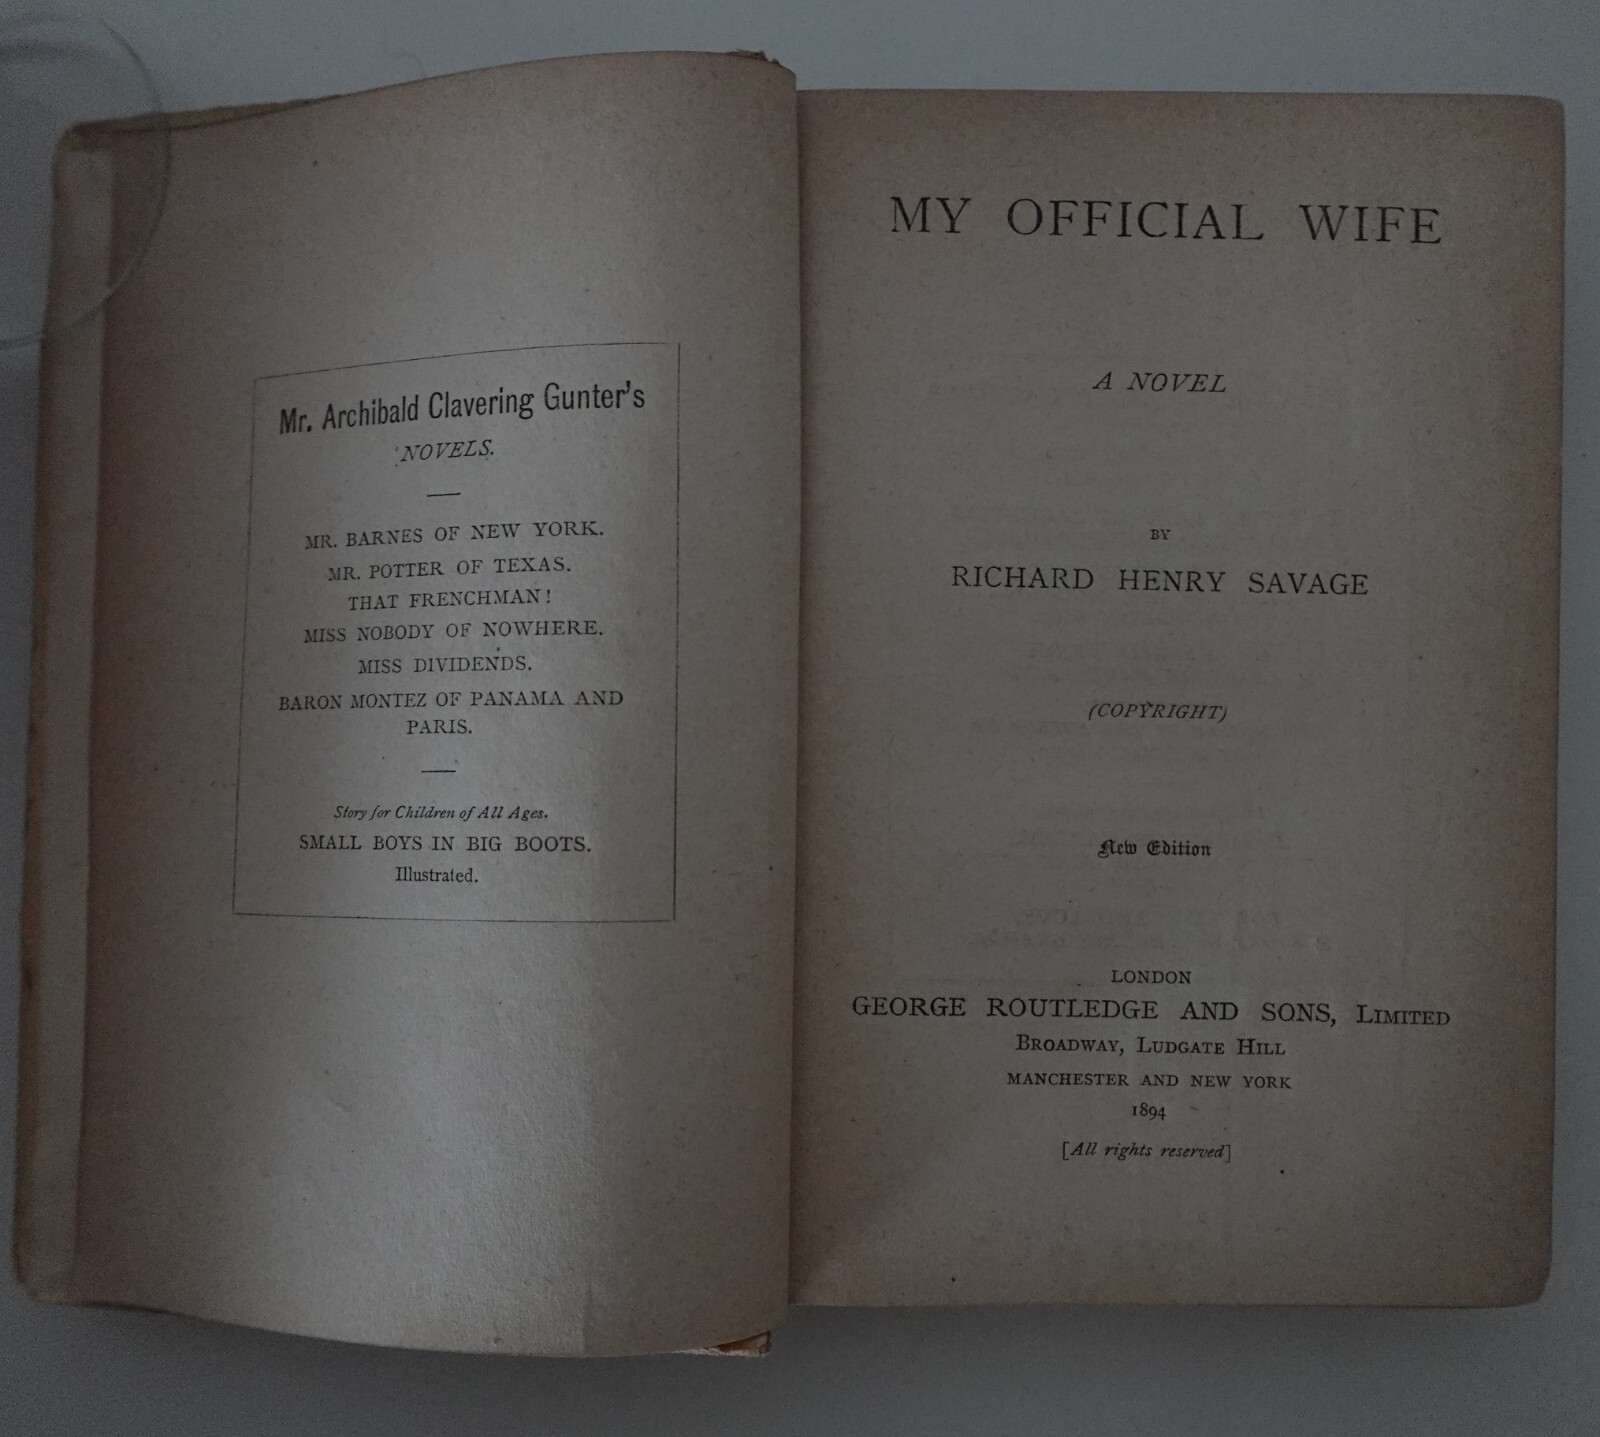 Mr. Archibald Clavering Gunter's
NOVELS.
MR. BARNES OF NEW YORK.
MR. POTTER OF TEXAS.
THAT FRENCHMAN!
MISS NOBODY OF NOWHERE.
MISS DIVIDENDS.
BARON MONTEZ OF PANAMA AND
PARIS.
Story for Children of All Ages.
SMALL BOYS IN BIG BOOTS.
Illustrated.
MY OFFICIAL WIFE
A NOVEL
BY
RICHARD HENRY SAVAGE
(COPYRIGHT)
New Edition
LONDON
GEORGE ROUTLEDGE AND SONS, LIMITED
BROADWAY, LUDGATE HILL
MANCHESTER AND NEW YORK
1894
[All rights reserved]